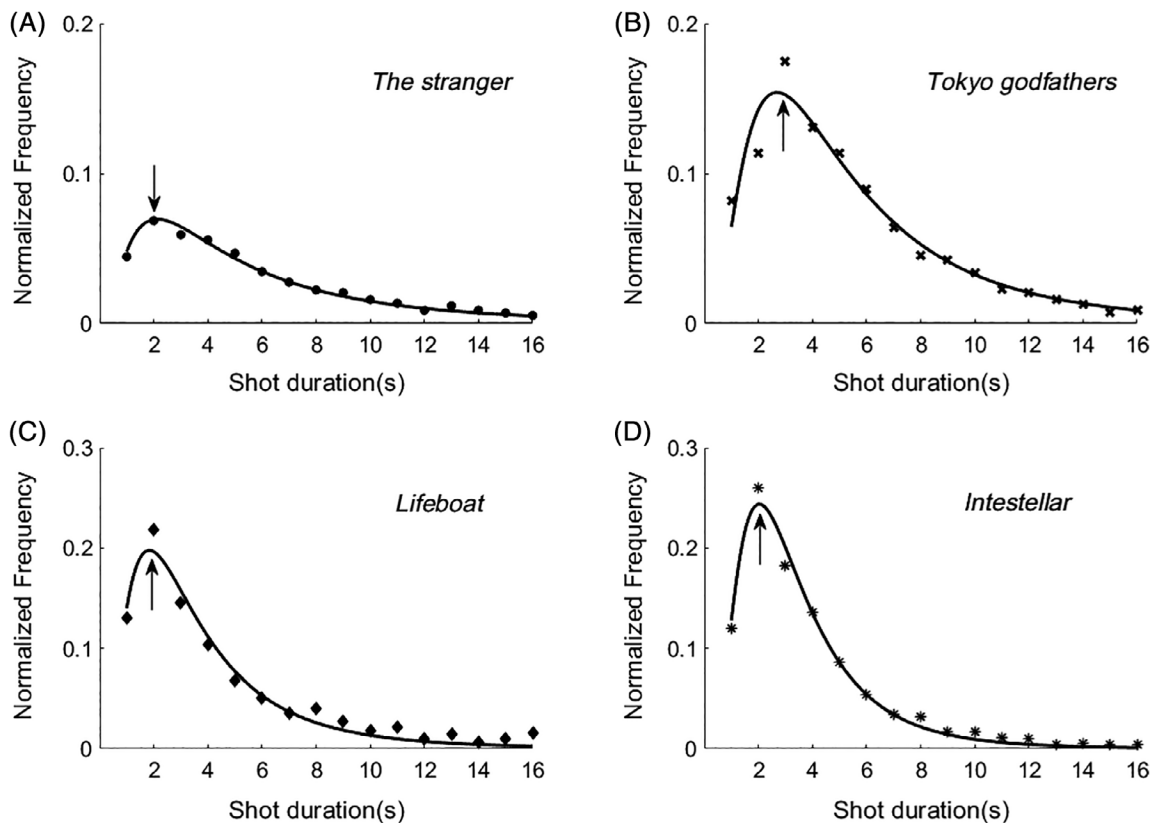 (A)
The stranger
Normalized Frequency
0.2
0.1
0
2 4 6 8 10 12 14 16
Shot duration(s)
(B)
Tokyo godfathers
Normalized Frequency
0.2
0.1
0
2 4 6 8 10 12 14 16
Shot duration(s)
(C)
Lifeboat
Normalized Frequency
0.3
0.2
0.1
0
2 4 6 8 10 12 14 16
Shot duration(s)
(D)
Intestellar
Normalized Frequency
0.3
0.2
0.1
0
2 4 6 8 10 12 14 16
Shot duration(s)